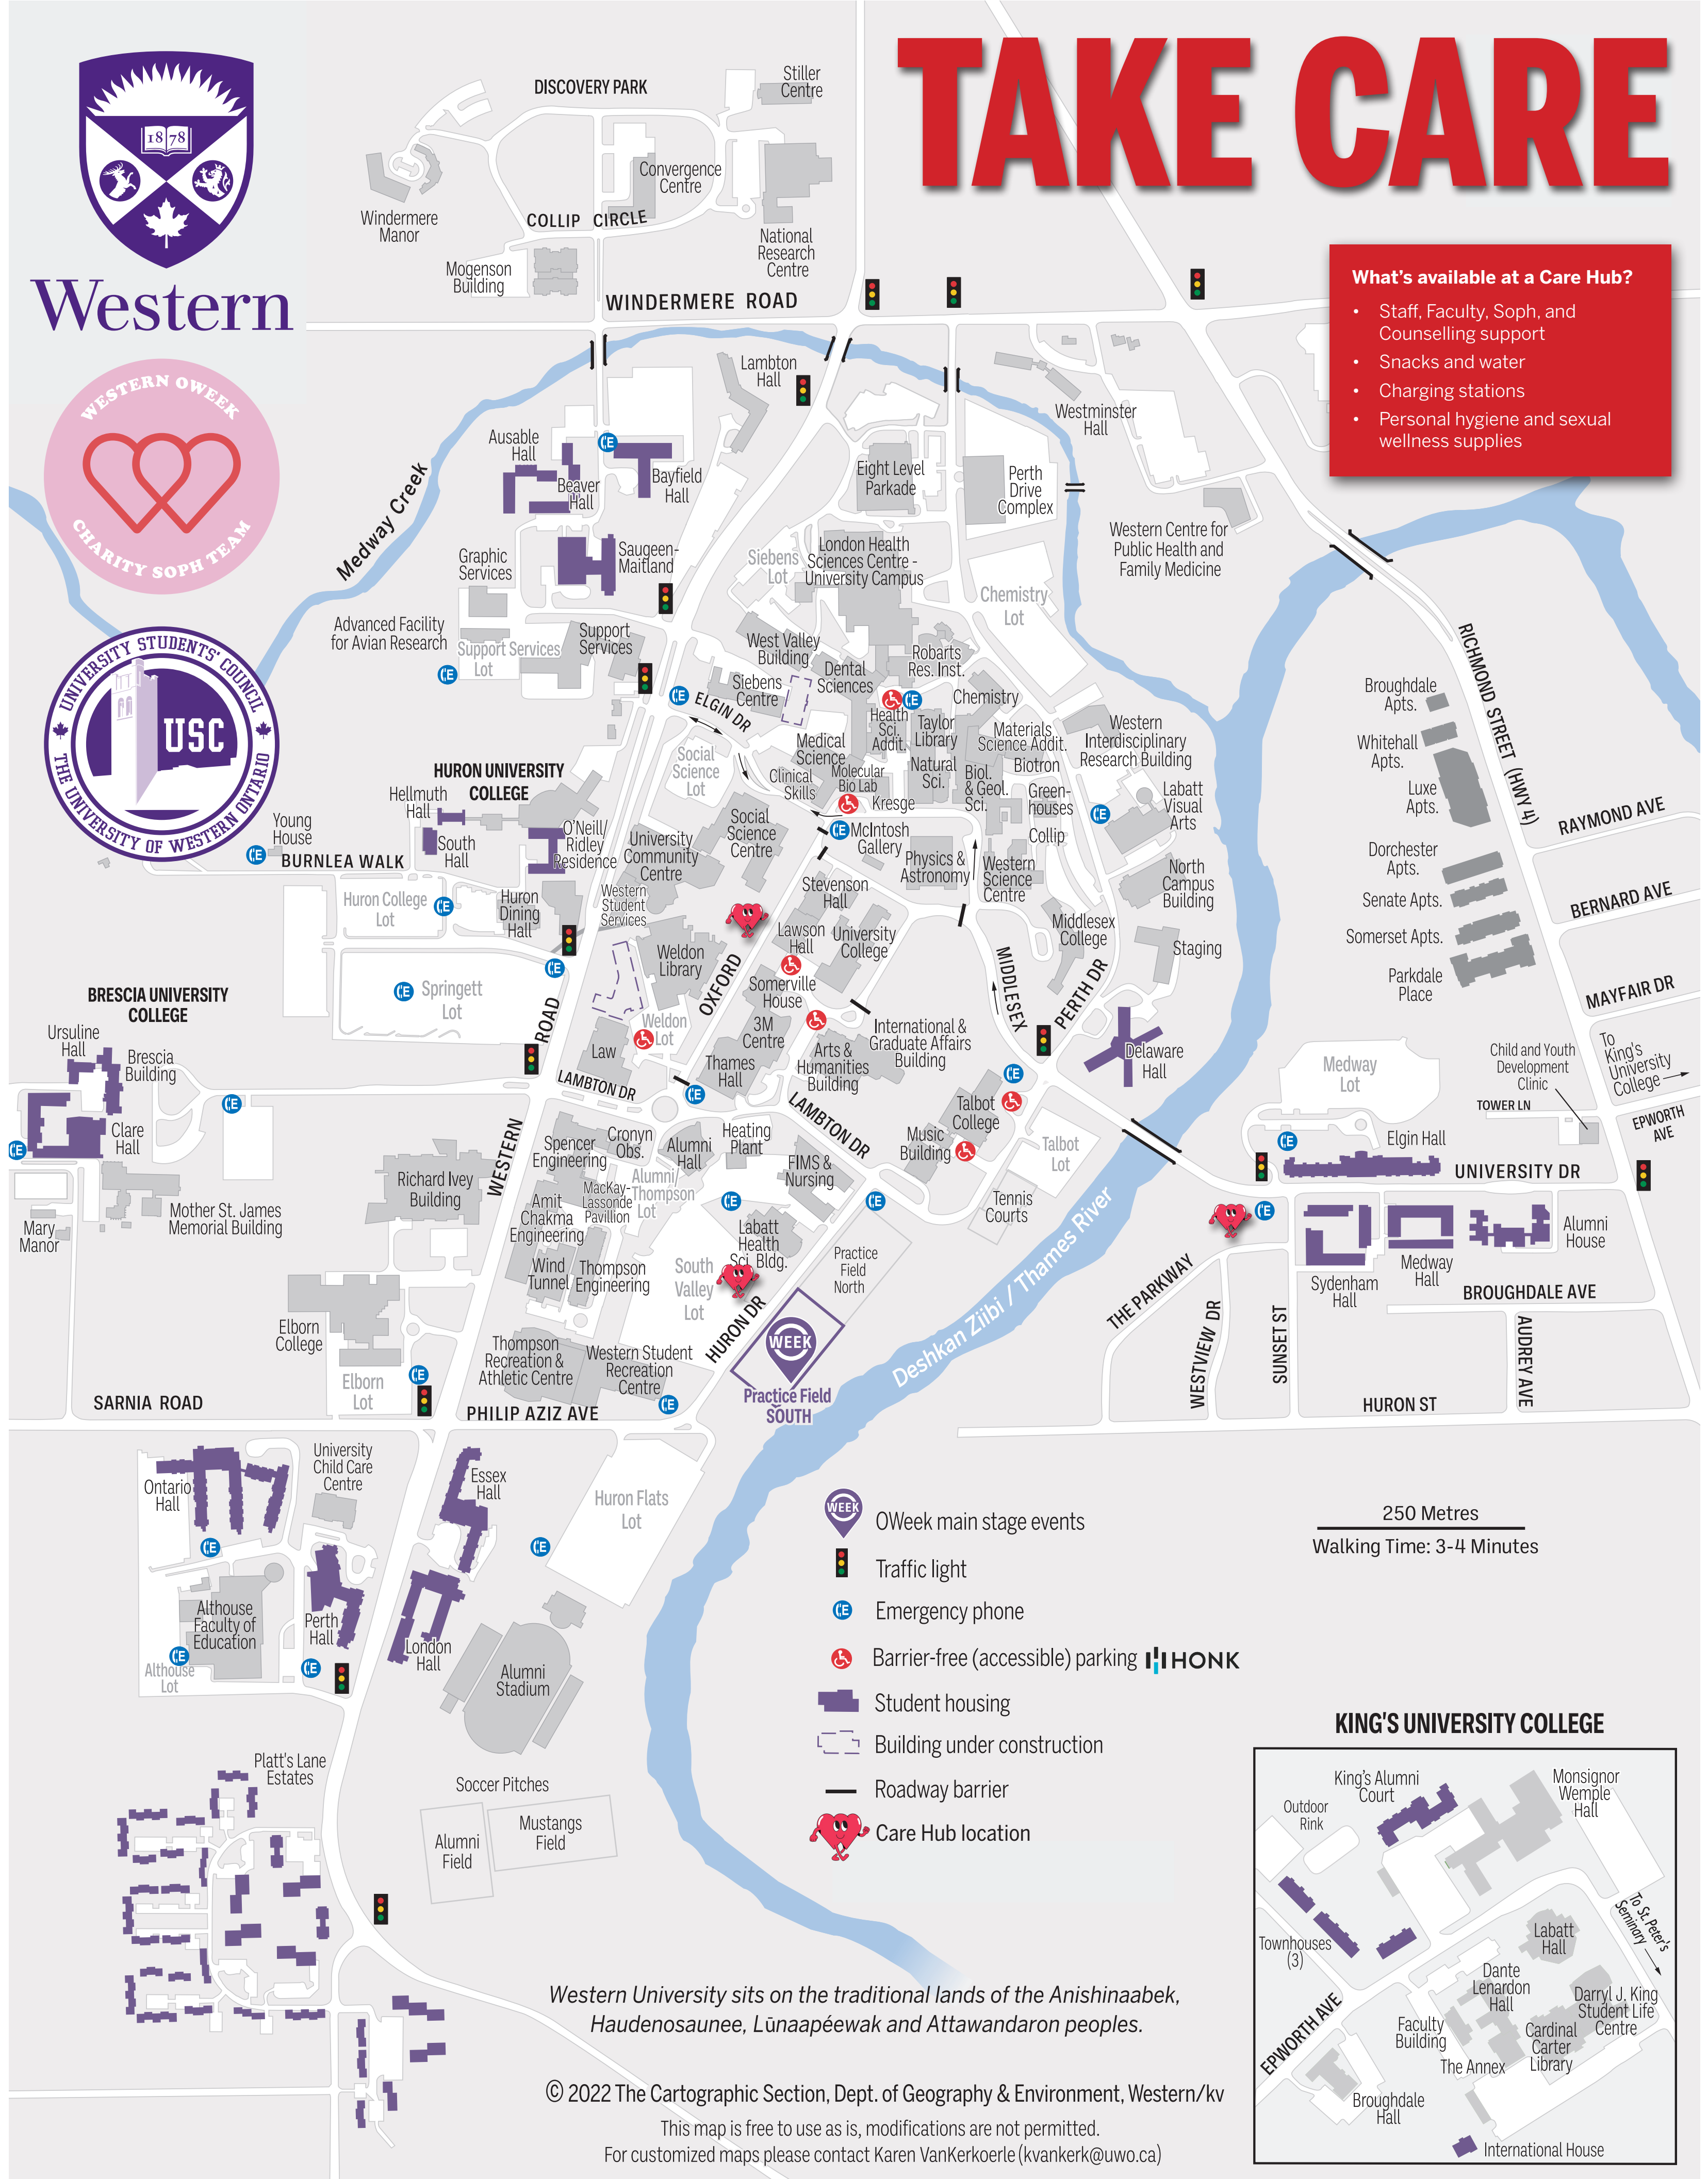 TAKE CARE
18 78
Western
WESTERN OWEEK
CHARITY SOPH TEAM
UNIVERSITY STUDENTS' COUNCIL
USC
THE UNIVERSITY OF WESTERN ONTARIO
What's available at a Care Hub?
• Staff, Faculty, Soph, and
Counselling support
• Snacks and water
• Charging stations
• Personal hygiene and sexual
wellness supplies
DISCOVERY PARK
Stiller
Centre
Convergence
Centre
Windermere
Manor
COLLIP CIRCLE
National
Research
Centre
Mogenson
Building
WINDERMERE ROAD
Lambton
Hall
Westminster
Hall
Medway Creek
Ausable
Hall
Beaver
Hall
Bayfield
Hall
Eight Level
Parkade
Perth
Drive
Complex
Western Centre for
Public Health and
Family Medicine
Graphic
Services
Saugeen-
Maitland
Siebens
Lot
London Health
Sciences Centre -
University Campus
Chemistry
Lot
Advanced Facility
for Avian Research
Support Services
Lot
Support
Services
West Valley
Building
Dental
Sciences
Robarts
Res. Inst.
Siebens
Centre
ELGIN DR
Chemistry
Health
Sci.
Addit.
Taylor
Library
Materials
Science Addit.
Western
Interdisciplinary
Research Building
Social
Science
Lot
Medical
Science
Clinical
Skills
Molecular
Bio Lab
Natural
Sci.
Biol.
& Geol.
Sci.
Biotron
Green-
houses
Labatt
Visual
Arts
Kresge
Collip
HURON UNIVERSITY
COLLEGE
Hellmuth
Hall
South
Hall
O'Neill/
Ridley
Residence
Young
House
BURNLEA WALK
University
Community
Centre
Social
Science
Centre
McIntosh
Gallery
Physics &
Astronomy
Western
Science
Centre
North
Campus
Building
Huron College
Lot
Huron
Dining
Hall
Western
Student
Services
Stevenson
Hall
Lawson
Hall
University
College
Middlesex
College
Staging
Weldon
Library
OXFORD
Somerville
House
MIDDLESEX
PERTH DR
Springett
Lot
ROAD
Weldon
Lot
Law
3M
Centre
Thames
Hall
Arts &
Humanities
Building
International &
Graduate Affairs
Building
Delaware
Hall
LAMBTON DR
LAMBTON DR
Talbot
College
Music
Building
Talbot
Lot
Tennis
Courts
BRESCIA UNIVERSITY
COLLEGE
Ursuline
Hall
Brescia
Building
Clare
Hall
Mother St. James
Memorial Building
Mary
Manor
Richard Ivey
Building
WESTERN
Spencer
Engineering
Cronyn
Obs.
Alumni
Hall
Heating
Plant
FIMS &
Nursing
MacKay-
Lassonde
Pavillion
Alumni/
Thompson
Lot
Amit
Chakma
Engineering
Labatt
Health
Sci. Bldg.
Practice
Field
North
Wind
Tunnel
Thompson
Engineering
South
Valley
Lot
HURON DR
WEEK
Practice Field
SOUTH
Elborn
College
Elborn
Lot
Thompson
Recreation &
Athletic Centre
Western Student
Recreation
Centre
SARNIA ROAD
PHILIP AZIZ AVE
Deshkan Ziibi / Thames River
RICHMOND STREET (HWY 4)
Broughdale
Apts.
Whitehall
Apts.
Luxe
Apts.
RAYMOND AVE
Dorchester
Apts.
Senate Apts.
BERNARD AVE
Somerset Apts.
Parkdale
Place
MAYFAIR DR
To
King's
University
College
Child and Youth
Development
Clinic
TOWER LN
EPWORTH
AVE
Medway
Lot
Elgin Hall
UNIVERSITY DR
Alumni
House
Medway
Hall
Sydenham
Hall
BROUGHDALE AVE
THE PARKWAY
WESTVIEW DR
SUNSET ST
AUDREY AVE
HURON ST
Ontario
Hall
University
Child Care
Centre
Essex
Hall
Huron Flats
Lot
Althouse
Faculty of
Education
Perth
Hall
London
Hall
Althouse
Lot
Alumni
Stadium
Platt's Lane
Estates
Soccer Pitches
Alumni
Field
Mustangs
Field
WEEK
OWeek main stage events
Traffic light
Emergency phone
Barrier-free (accessible) parking HONK
Student housing
Building under construction
Roadway barrier
Care Hub location
250 Metres
Walking Time: 3-4 Minutes
KING'S UNIVERSITY COLLEGE
King's Alumni
Court
Monsignor
Wemple
Hall
Outdoor
Rink
Townhouses
(3)
To St. Peter's
Seminary
Labatt
Hall
Dante
Lenardon
Hall
Darryl J. King
Student Life
Centre
Faculty
Building
Cardinal
Carter
Library
The Annex
EPWORTH AVE
Broughdale
Hall
International House
Western University sits on the traditional lands of the Anishinaabek,
Haudenosaunee, Lūnaapéewak and Attawandaron peoples.
© 2022 The Cartographic Section, Dept. of Geography & Environment, Western/kv
This map is free to use as is, modifications are not permitted.
For customized maps please contact Karen VanKerkoerle (kvankerk@uwo.ca)